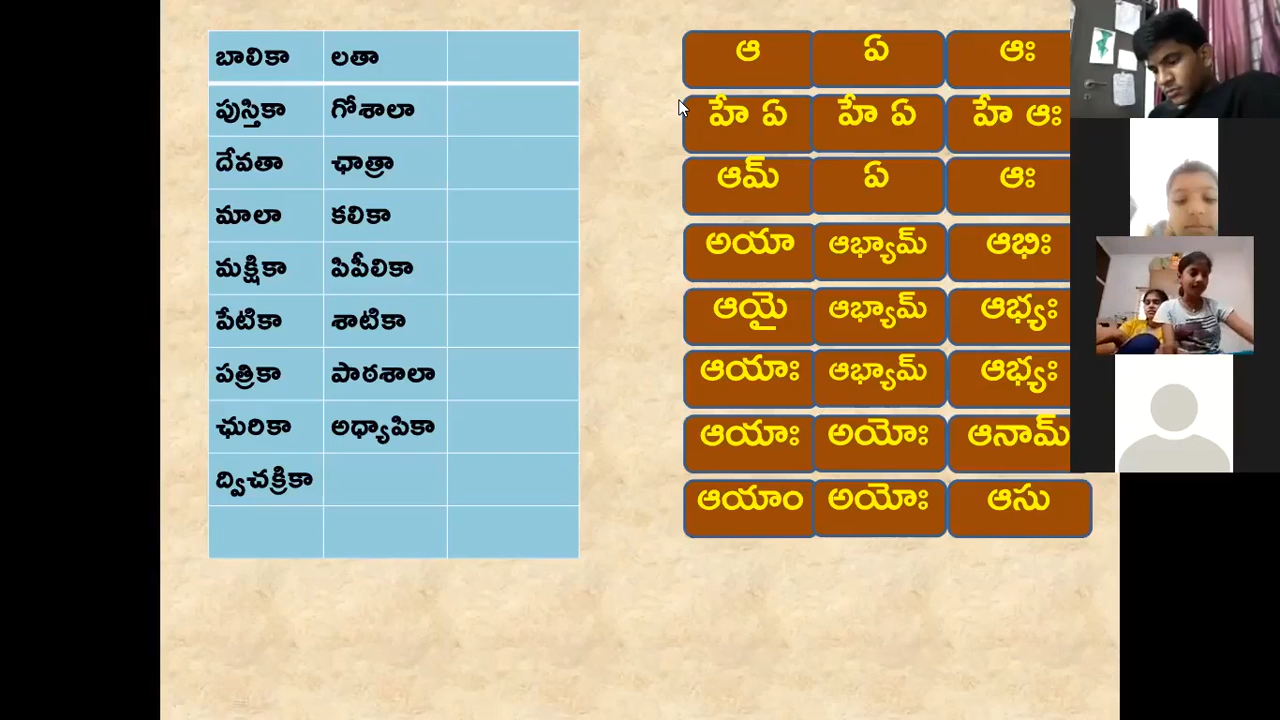 బాలికా లతా
పుస్తికా గోశాలా
దేవతా ఛాత్రా
మాలా కలికా
మక్షికా పిపీలికా
పేటికా శాటికా
పత్రికా పాఠశాలా
ఛురికా అధ్యాపికా
ద్విచక్రికా
ఆ ఏ ఆః
హే ఏ హే ఏ హే ఆః
ఆమ్ ఏ ఆః
అయా ఆభ్యామ్ ఆభిః
ఆయై ఆభ్యామ్ ఆభ్యః
ఆయాః ఆభ్యామ్ ఆభ్యః
ఆయాః అయోః ఆనామ్
ఆయాం అయోః ఆసు